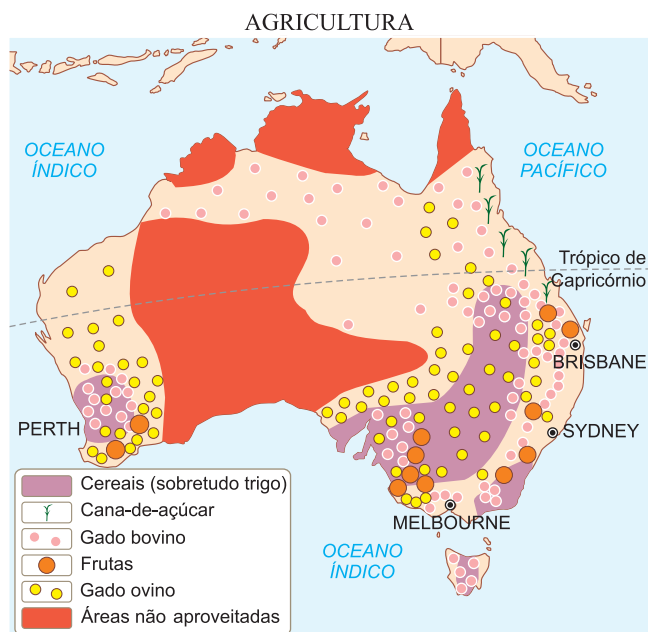 AGRICULTURA
OCEANO
ÍNDICO
OCEANO
PACÍFICO
Trópico de
Capricórnio
BRISBANE
PERTH
SYDNEY
MELBOURNE
OCEANO
ÍNDICO
Cereais (sobretudo trigo)
Cana-de-açúcar
Gado bovino
Frutas
Gado ovino
Áreas não aproveitadas